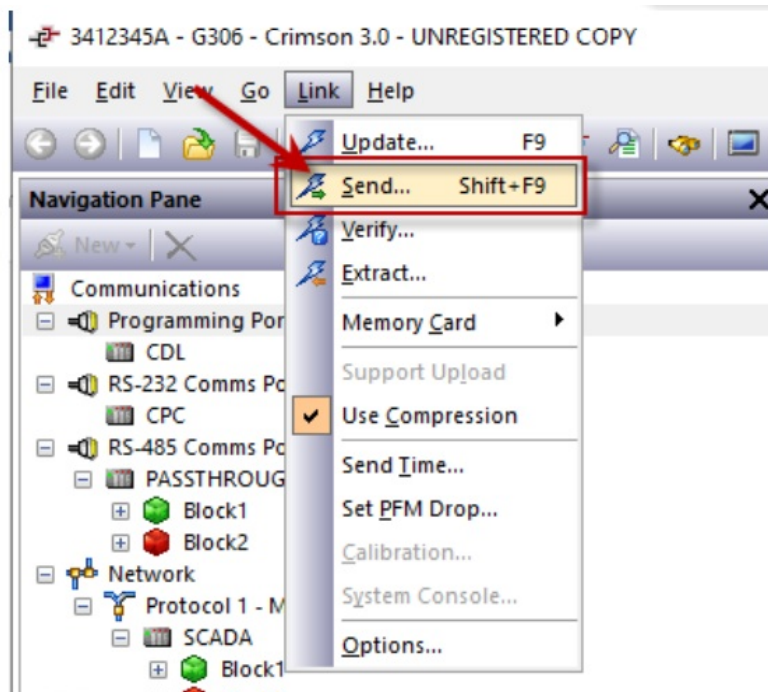 3412345A - G306 - Crimson 3.0 - UNREGISTERED COPY
File Edit View Go Link Help
Update... F9
Send... Shift+F9
Verify...
Extract...
Memory Card
Support Upload
Use Compression
Send Time...
Set PFM Drop...
Calibration...
System Console...
Options...
Navigation Pane
New
Communications
Programming Por
CDL
RS-232 Comms Po
CPC
RS-485 Comms Po
PASSTHROUG
Block1
Block2
Network
Protocol 1 - M
SCADA
Block1